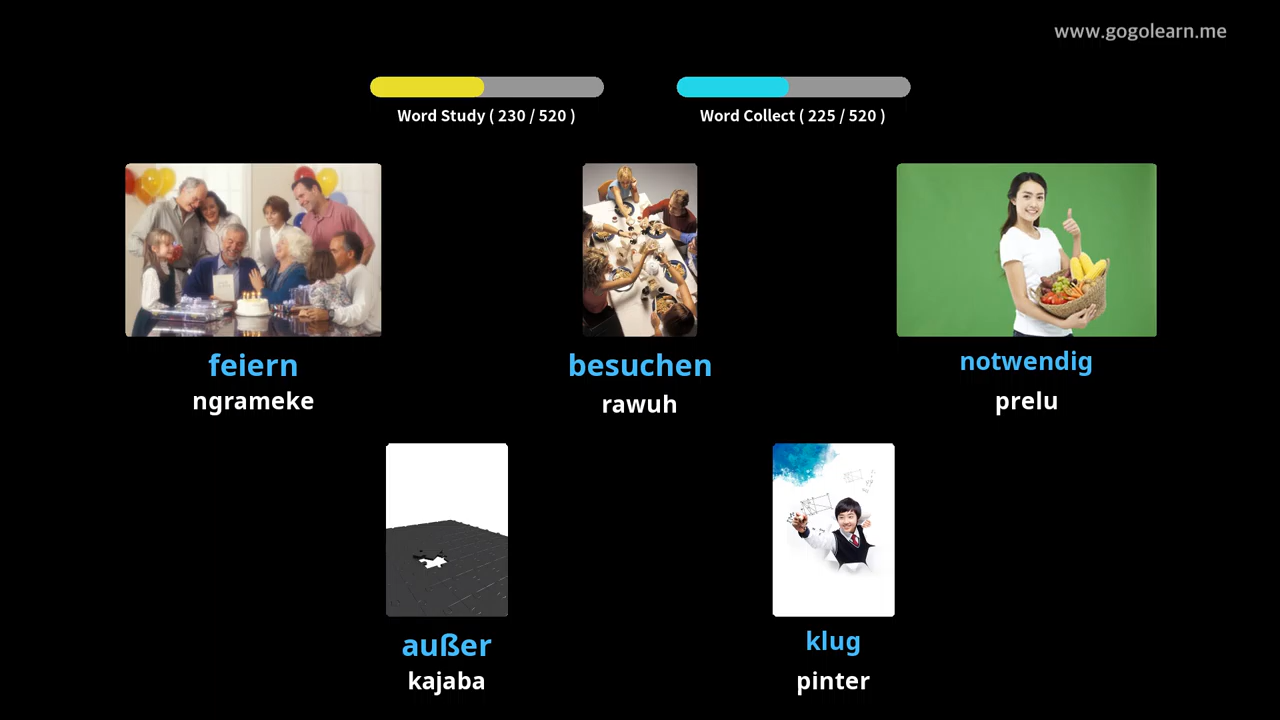 www.gogolearn.me
Word Study ( 230 / 520 )
Word Collect ( 225 / 520 )
feiern
ngrameke
besuchen
rawuh
notwendig
prelu
außer
kajaba
klug
pinter